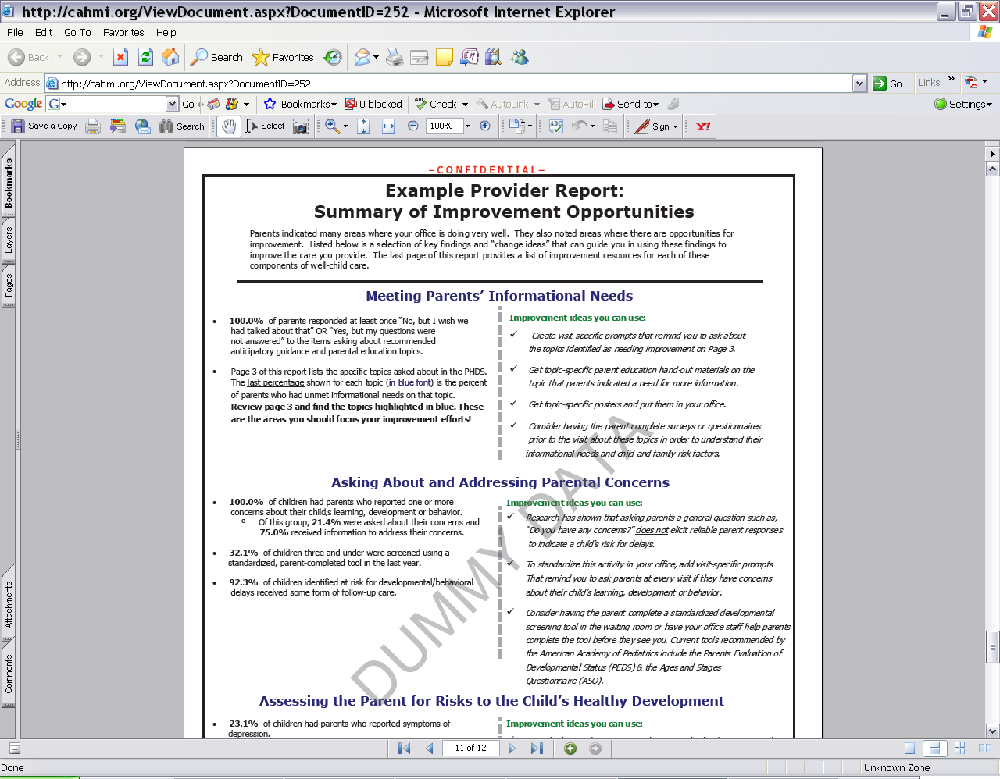 http://cahmi.org/ViewDocument.aspx?DocumentID=252 - Microsoft Internet Explorer
File Edit Go To Favorites Help
Back Search Favorites
Address http://cahmi.org/ViewDocument.aspx?DocumentID=252 Go Links »
Google G Go Bookmarks 0 blocked ABC Check AutoLink AutoFill Send to Settings
Save a Copy Search Select 100% ABC Sign Y!
Bookmarks
Layers
Pages
Attachments
Comments
–CONFIDENTIAL–
Example Provider Report:
Summary of Improvement Opportunities
Parents indicated many areas where your office is doing very well. They also noted areas where there are opportunities for
improvement. Listed below is a selection of key findings and “change ideas” that can guide you in using these findings to
improve the care you provide. The last page of this report provides a list of improvement resources for each of these
components of well-child care.
Meeting Parents’ Informational Needs
• 100.0% of parents responded at least once “No, but I wish we
had talked about that” OR “Yes, but my questions were
not answered” to the items asking about recommended
anticipatory guidance and parental education topics.
• Page 3 of this report lists the specific topics asked about in the PHDS.
The last percentage shown for each topic (in blue font) is the percent
of parents who had unmet informational needs on that topic.
Review page 3 and find the topics highlighted in blue. These
are the areas you should focus your improvement efforts!
Improvement ideas you can use:
✓ Create visit-specific prompts that remind you to ask about
the topics identified as needing improvement on Page 3.
✓ Get topic-specific parent education hand-out materials on the
topic that parents indicated a need for more information.
✓ Get topic-specific posters and put them in your office.
✓ Consider having the parent complete surveys or questionnaires
prior to the visit about these topics in order to understand their
informational needs and child and family risk factors.
Asking About and Addressing Parental Concerns
• 100.0% of children had parents who reported one or more
concerns about their child,s learning, development or behavior.
º Of this group, 21.4% were asked about their concerns and
75.0% received information to address their concerns.
• 32.1% of children three and under were screened using a
standardized, parent-completed tool in the last year.
• 92.3% of children identified at risk for developmental/behavioral
delays received some form of follow-up care.
Improvement ideas you can use:
✓ Research has shown that asking parents a general question such as,
“Do you have any concerns?” does not elicit reliable parent responses
to indicate a child’s risk for delays.
✓ To standardize this activity in your office, add visit-specific prompts
That remind you to ask parents at every visit if they have concerns
about their child’s learning, development or behavior.
✓ Consider having the parent complete a standardized developmental
screening tool in the waiting room or have your office staff help parents
complete the tool before they see you. Current tools recommended by
the American Academy of Pediatrics include the Parents Evaluation of
Developmental Status (PEDS) & the Ages and Stages
Questionnaire (ASQ).
DUMMY DATA
Assessing the Parent for Risks to the Child’s Healthy Development
• 23.1% of children had parents who reported symptoms of
depression.
Improvement ideas you can use:
11 of 12
Done Unknown Zone